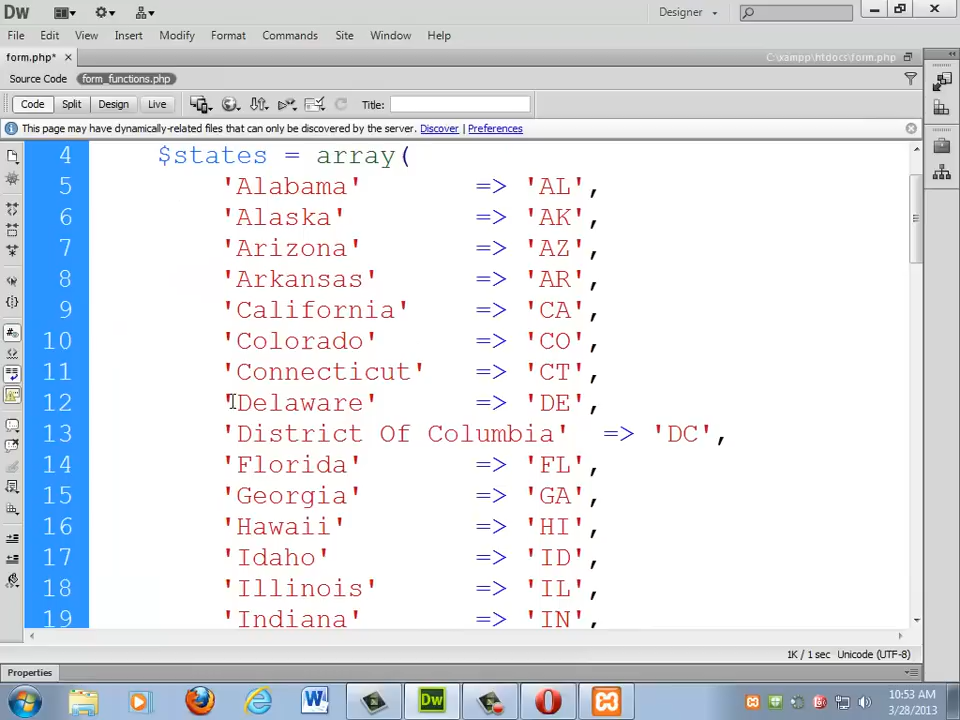 Dw
Designer
File Edit View Insert Modify Format Commands Site Window Help
form.php* C:\xampp\htdocs\form.php
Source Code form_functions.php
Code Split Design Live Title:
This page may have dynamically-related files that can only be discovered by the server. Discover | Preferences
4 $states = array(
5 'Alabama' => 'AL',
6 'Alaska' => 'AK',
7 'Arizona' => 'AZ',
8 'Arkansas' => 'AR',
9 'California' => 'CA',
10 'Colorado' => 'CO',
11 'Connecticut' => 'CT',
12 'Delaware' => 'DE',
13 'District Of Columbia' => 'DC',
14 'Florida' => 'FL',
15 'Georgia' => 'GA',
16 'Hawaii' => 'HI',
17 'Idaho' => 'ID',
18 'Illinois' => 'IL',
19 'Indiana' => 'IN',
1K / 1 sec Unicode (UTF-8)
Properties
W Dw
10:53 AM
3/28/2013